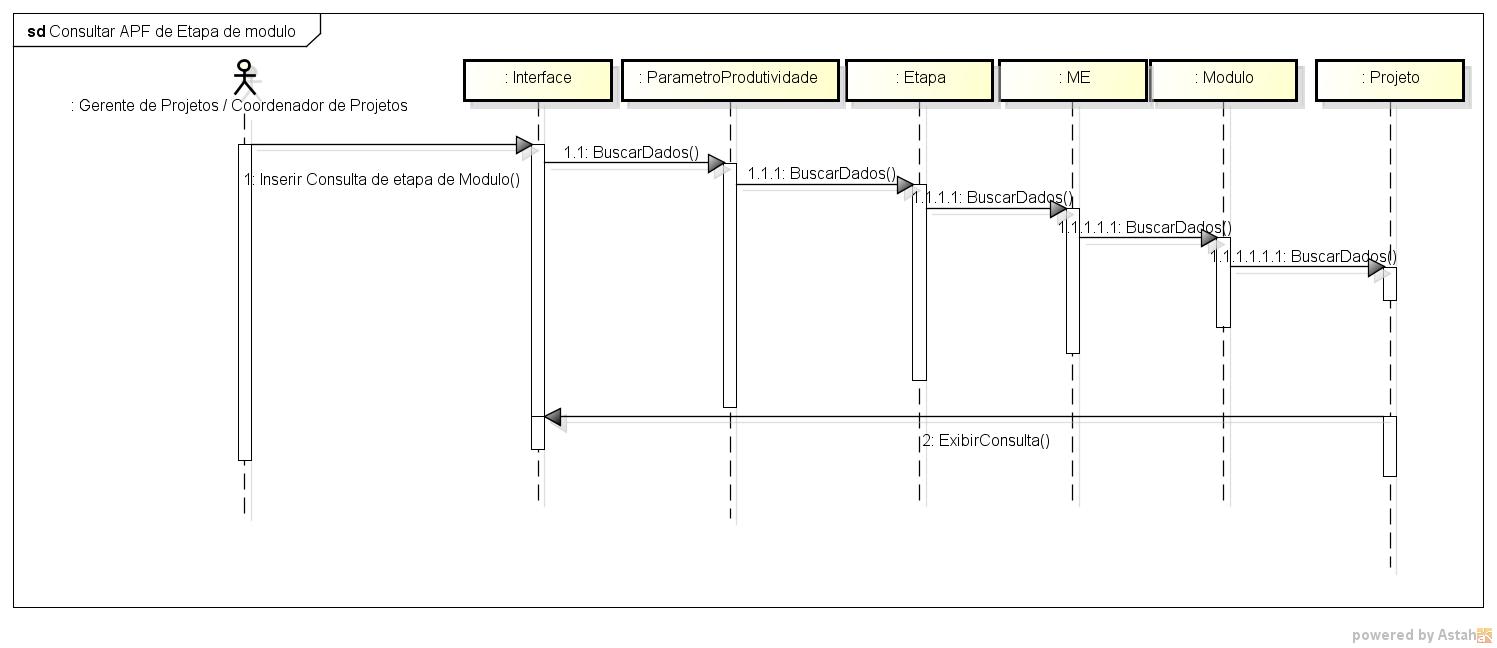 sd Consultar APF de Etapa de modulo
: Gerente de Projetos / Coordenador de Projetos
: Interface
: ParametroProdutividade
: Etapa
: ME
: Modulo
: Projeto
1: Inserir Consulta de etapa de Modulo()
1.1: BuscarDados()
1.1.1: BuscarDados()
1.1.1.1: BuscarDados()
1.1.1.1.1: BuscarDados()
1.1.1.1.1.1: BuscarDados()
2: ExibirConsulta()
powered by Astah